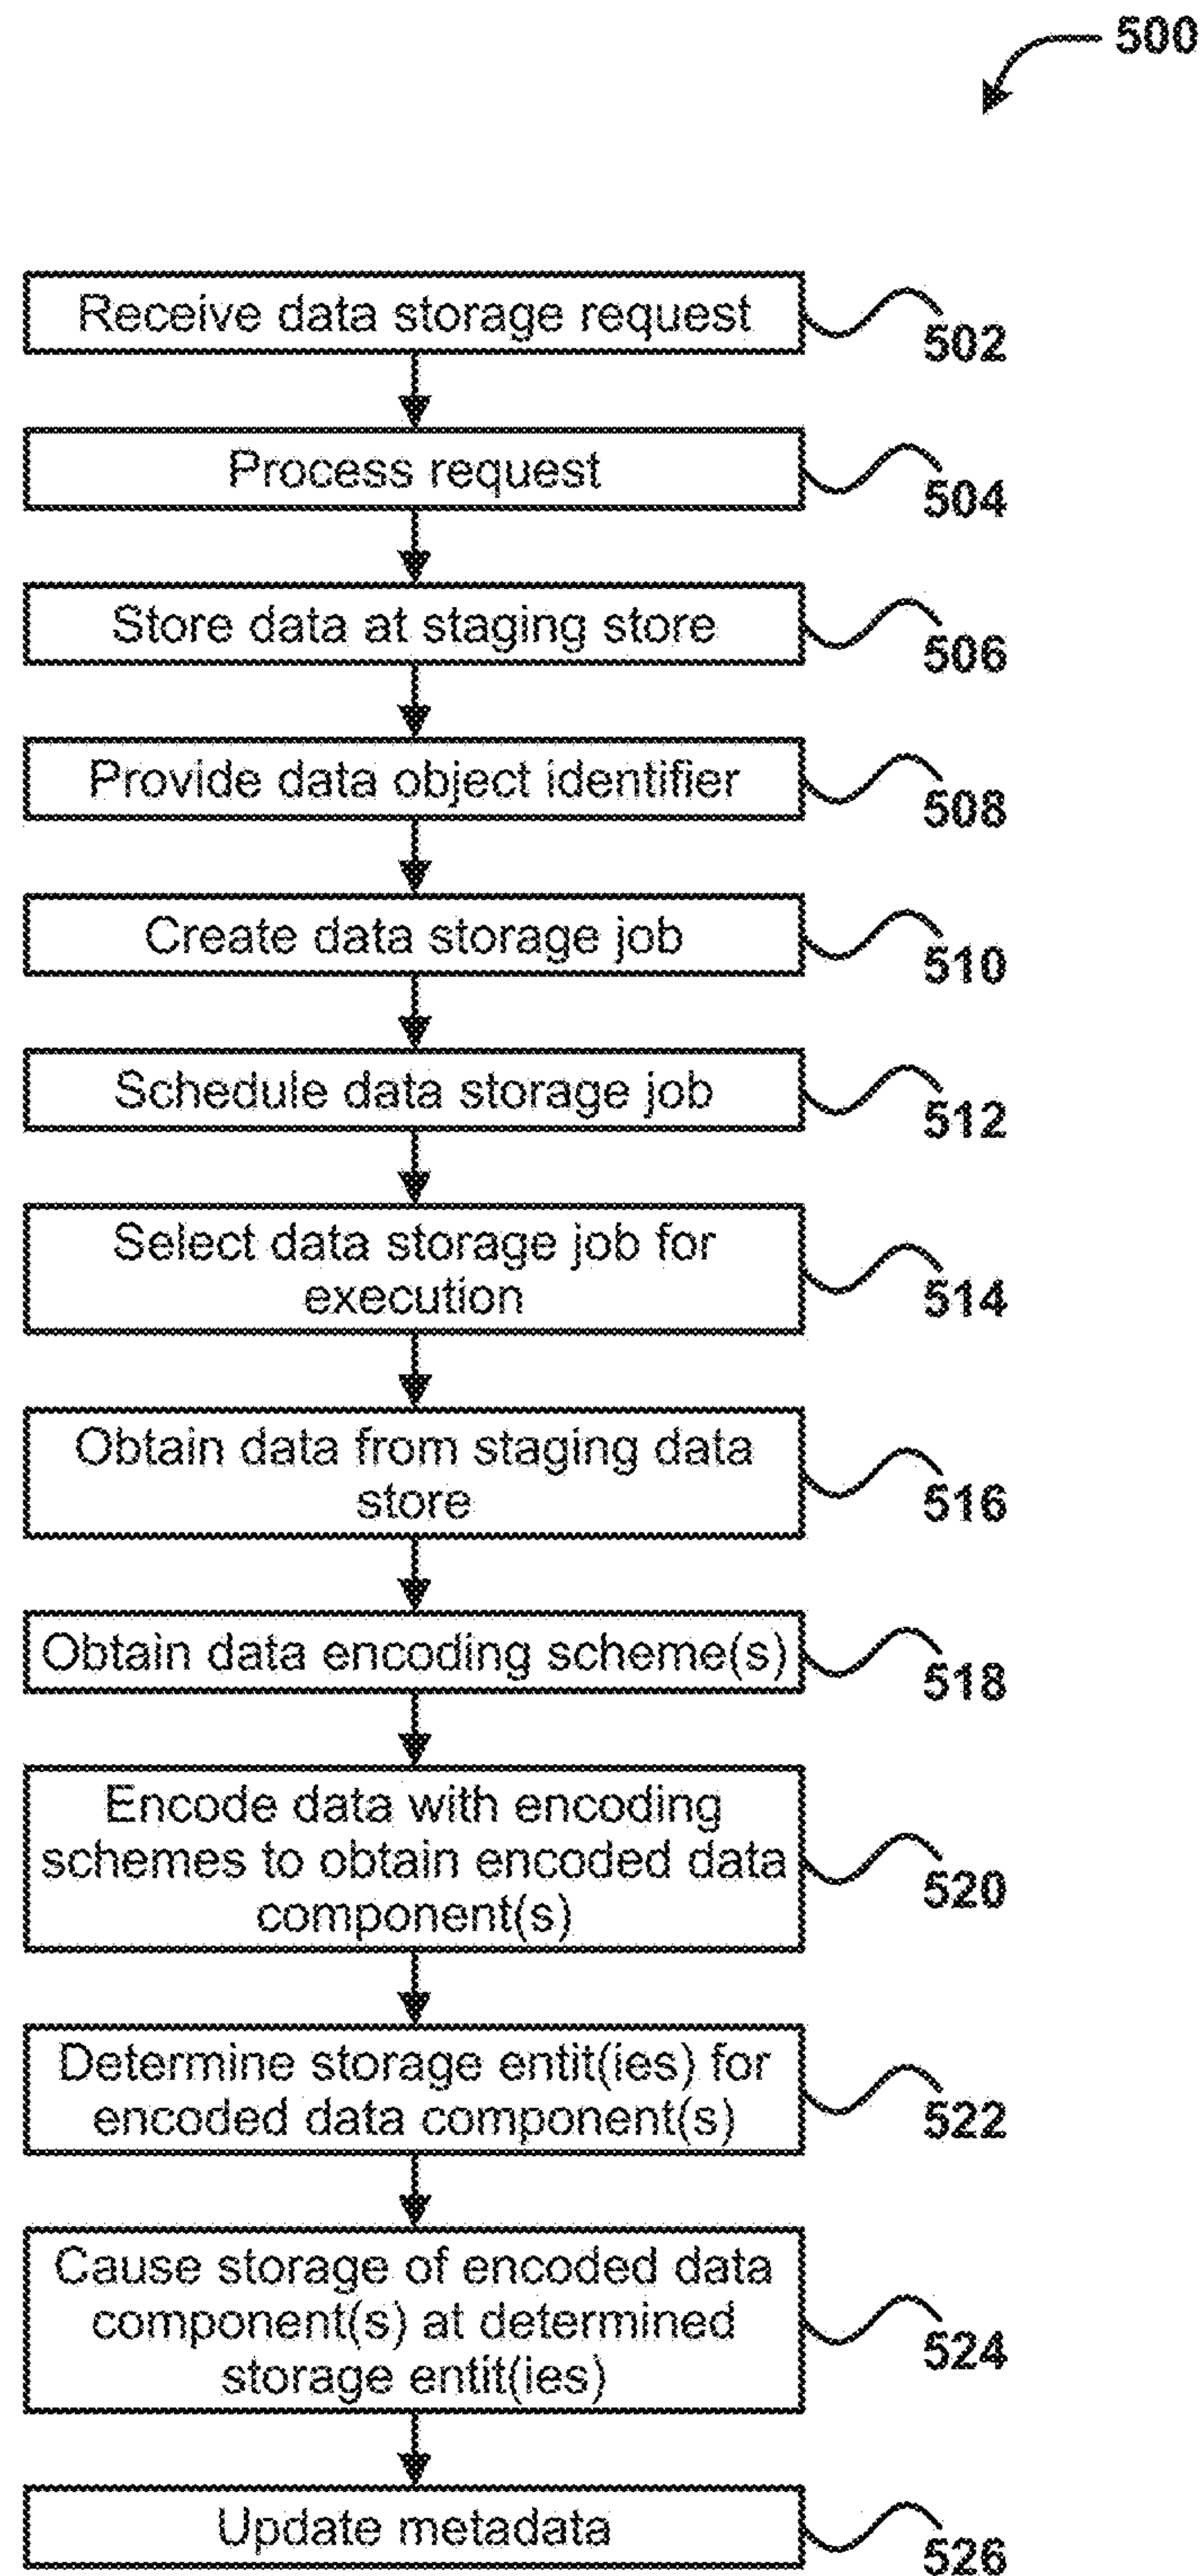 500
Receive data storage request
502
Process request
504
Store data at staging store
506
Provide data object identifier
508
Create data storage job
510
Schedule data storage job
512
Select data storage job for
execution
514
Obtain data from staging data
store
516
Obtain data encoding scheme(s)
518
Encode data with encoding
schemes to obtain encoded data
component(s)
520
Determine storage entit(ies) for
encoded data component(s)
522
Cause storage of encoded data
component(s) at determined
storage entit(ies)
524
Update metadata
526